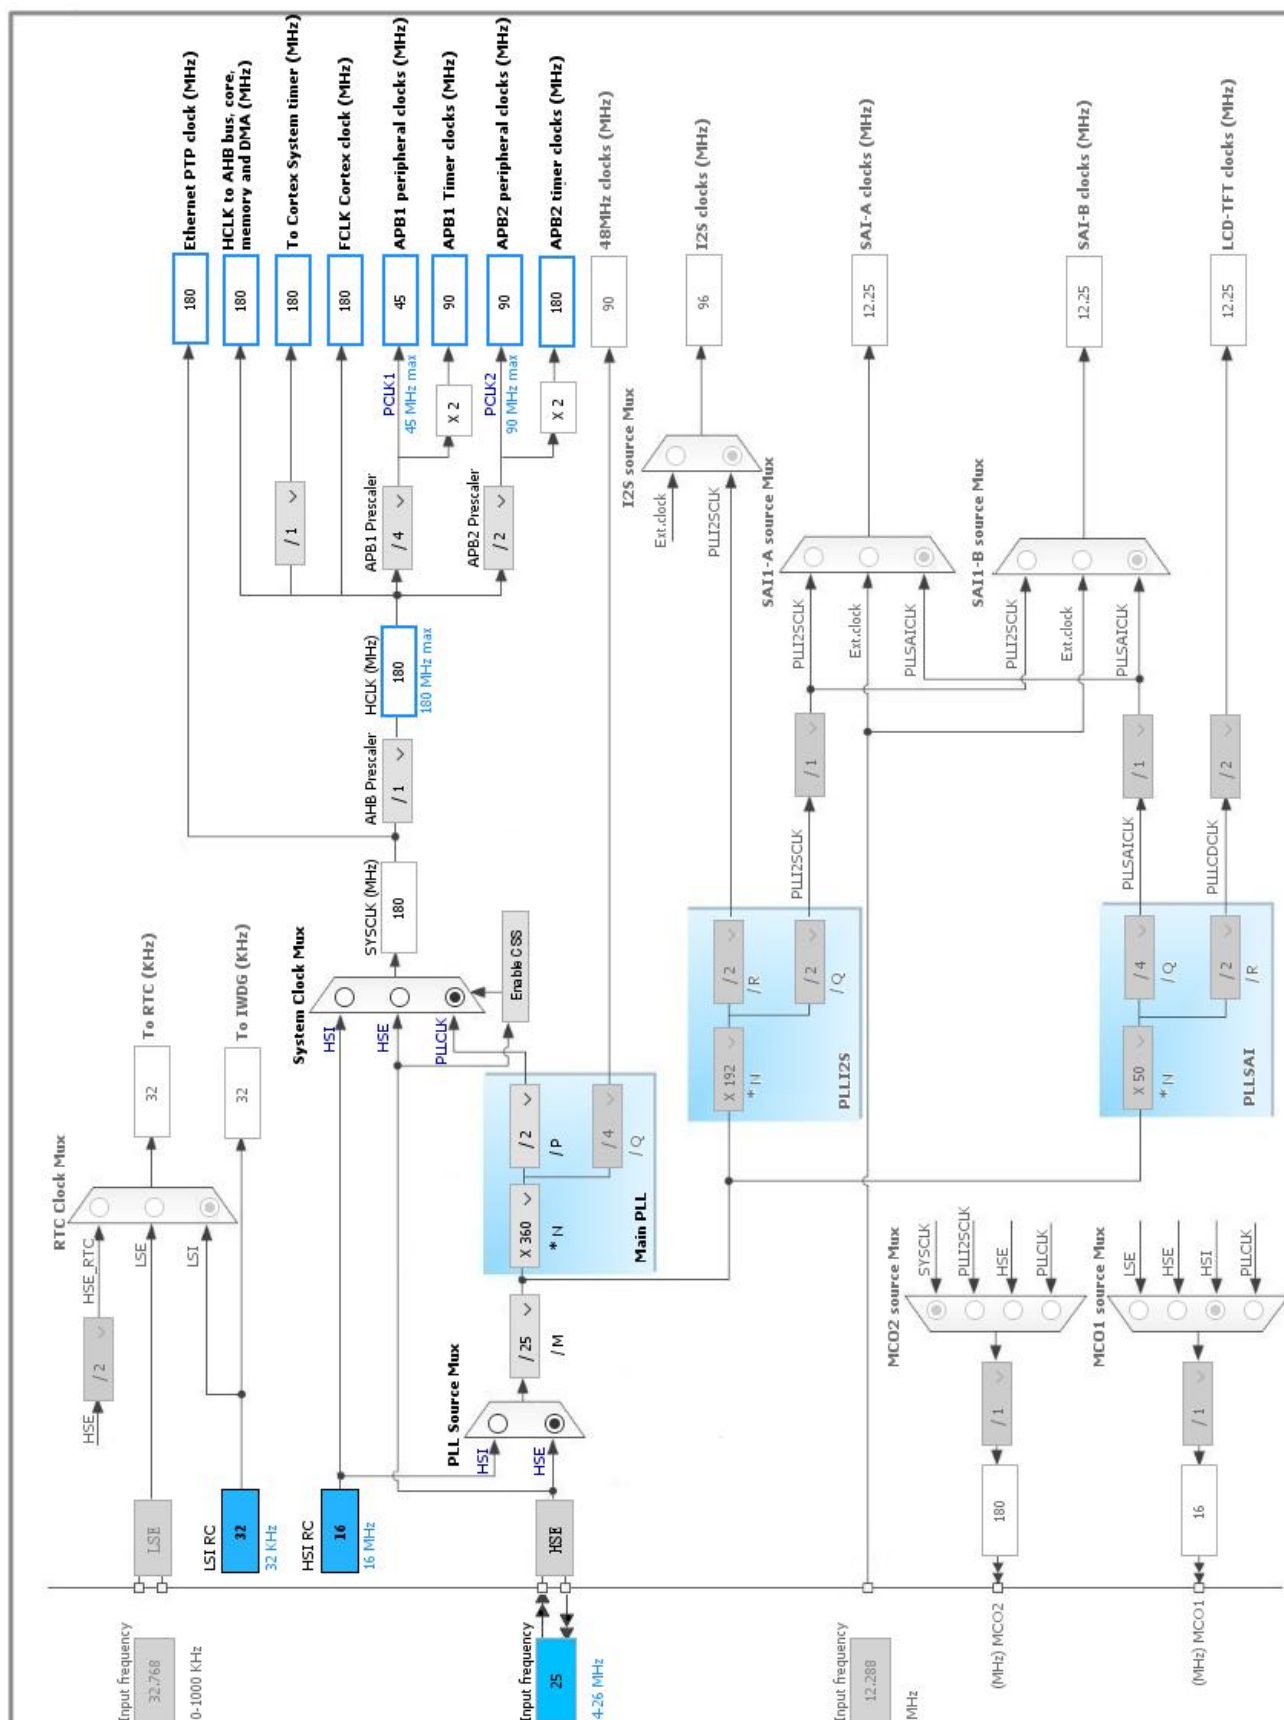 Input frequency
32.768
0-1000 KHz
LSE
HSE
/ 2
HSE_RTC
LSE
LSI
RTC Clock Mux
32
To RTC (KHz)
LSI RC
32
32 KHz
32
To IWDG (KHz)
HSI RC
16
16 MHz
Input frequency
25
4-26 MHz
HSE
PLL Source Mux
HSI
HSE
/ 25
/ M
X 360
* N
/ 2
/ P
/ 4
/ Q
Main PLL
System Clock Mux
HSI
HSE
PLLCLK
Enable CSS
SYSCLK (MHz)
180
AHB Prescaler
/ 1
HCLK (MHz)
180
180 MHz max
180
Ethernet PTP clock (MHz)
180
HCLK to AHB bus, core,
memory and DMA (MHz)
/ 1
180
To Cortex System timer (MHz)
180
FCLK Cortex clock (MHz)
APB1 Prescaler
/ 4
PCLK1
45 MHz max
45
APB1 peripheral clocks (MHz)
X 2
90
APB1 Timer clocks (MHz)
APB2 Prescaler
/ 2
PCLK2
90 MHz max
90
APB2 peripheral clocks (MHz)
X 2
180
APB2 timer clocks (MHz)
90
48MHz clocks (MHz)
X 192
* N
/ 2
/ R
/ 2
/ Q
PLLI2S
I2S source Mux
Ext.clock
PLLI2SCLK
96
I2S clocks (MHz)
PLLI2SCLK
/ 1
SAI1-A source Mux
PLLI2SCLK
Ext.clock
PLLSAICLK
12.25
SAI-A clocks (MHz)
Input frequency
12.288
MHz
SAI1-B source Mux
PLLI2SCLK
Ext.clock
PLLSAICLK
12.25
SAI-B clocks (MHz)
X 50
* N
/ 4
/ Q
/ 2
/ R
PLLSAI
PLLSAICLK
/ 1
PLLLCDCLK
/ 2
12.25
LCD-TFT clocks (MHz)
MCO2 source Mux
SYSCLK
PLLI2SCLK
HSE
PLLCLK
/ 1
180
(MHz) MCO2
MCO1 source Mux
LSE
HSE
HSI
PLLCLK
/ 1
16
(MHz) MCO1